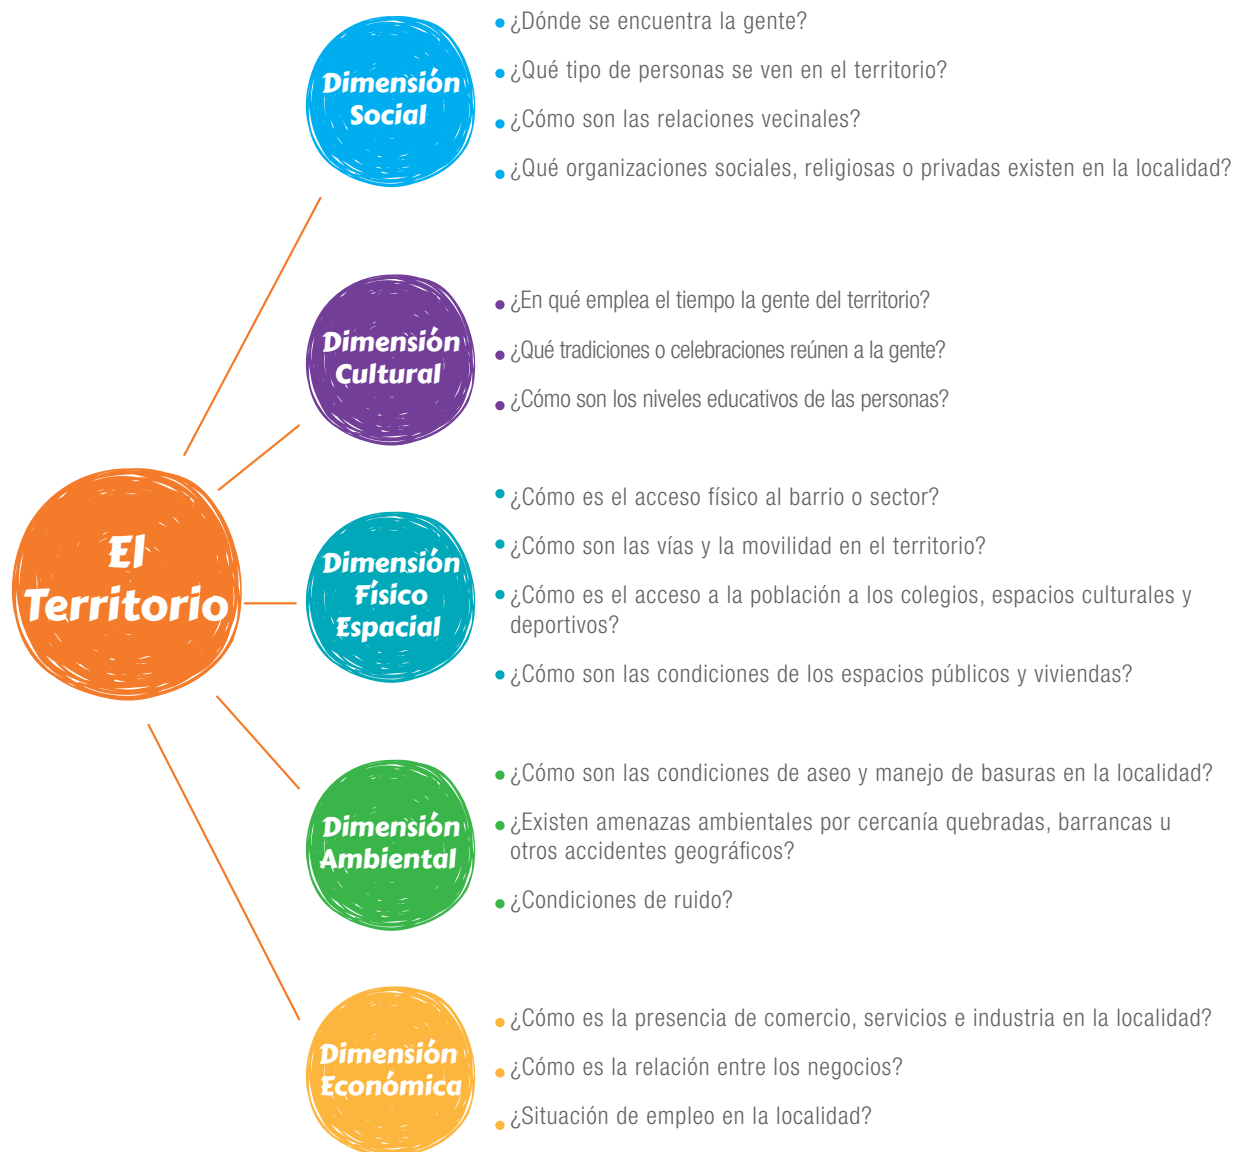 Dimensión
Social
¿Dónde se encuentra la gente?
¿Qué tipo de personas se ven en el territorio?
¿Cómo son las relaciones vecinales?
¿Qué organizaciones sociales, religiosas o privadas existen en la localidad?
Dimensión
Cultural
¿En qué emplea el tiempo la gente del territorio?
¿Qué tradiciones o celebraciones reúnen a la gente?
¿Cómo son los niveles educativos de las personas?
El
Territorio
Dimensión
Físico
Espacial
¿Cómo es el acceso físico al barrio o sector?
¿Cómo son las vías y la movilidad en el territorio?
¿Cómo es el acceso a la población a los colegios, espacios culturales y
deportivos?
¿Cómo son las condiciones de los espacios públicos y viviendas?
Dimensión
Ambiental
¿Cómo son las condiciones de aseo y manejo de basuras en la localidad?
¿Existen amenazas ambientales por cercanía quebradas, barrancas u
otros accidentes geográficos?
¿Condiciones de ruido?
Dimensión
Económica
¿Cómo es la presencia de comercio, servicios e industria en la localidad?
¿Cómo es la relación entre los negocios?
¿Situación de empleo en la localidad?